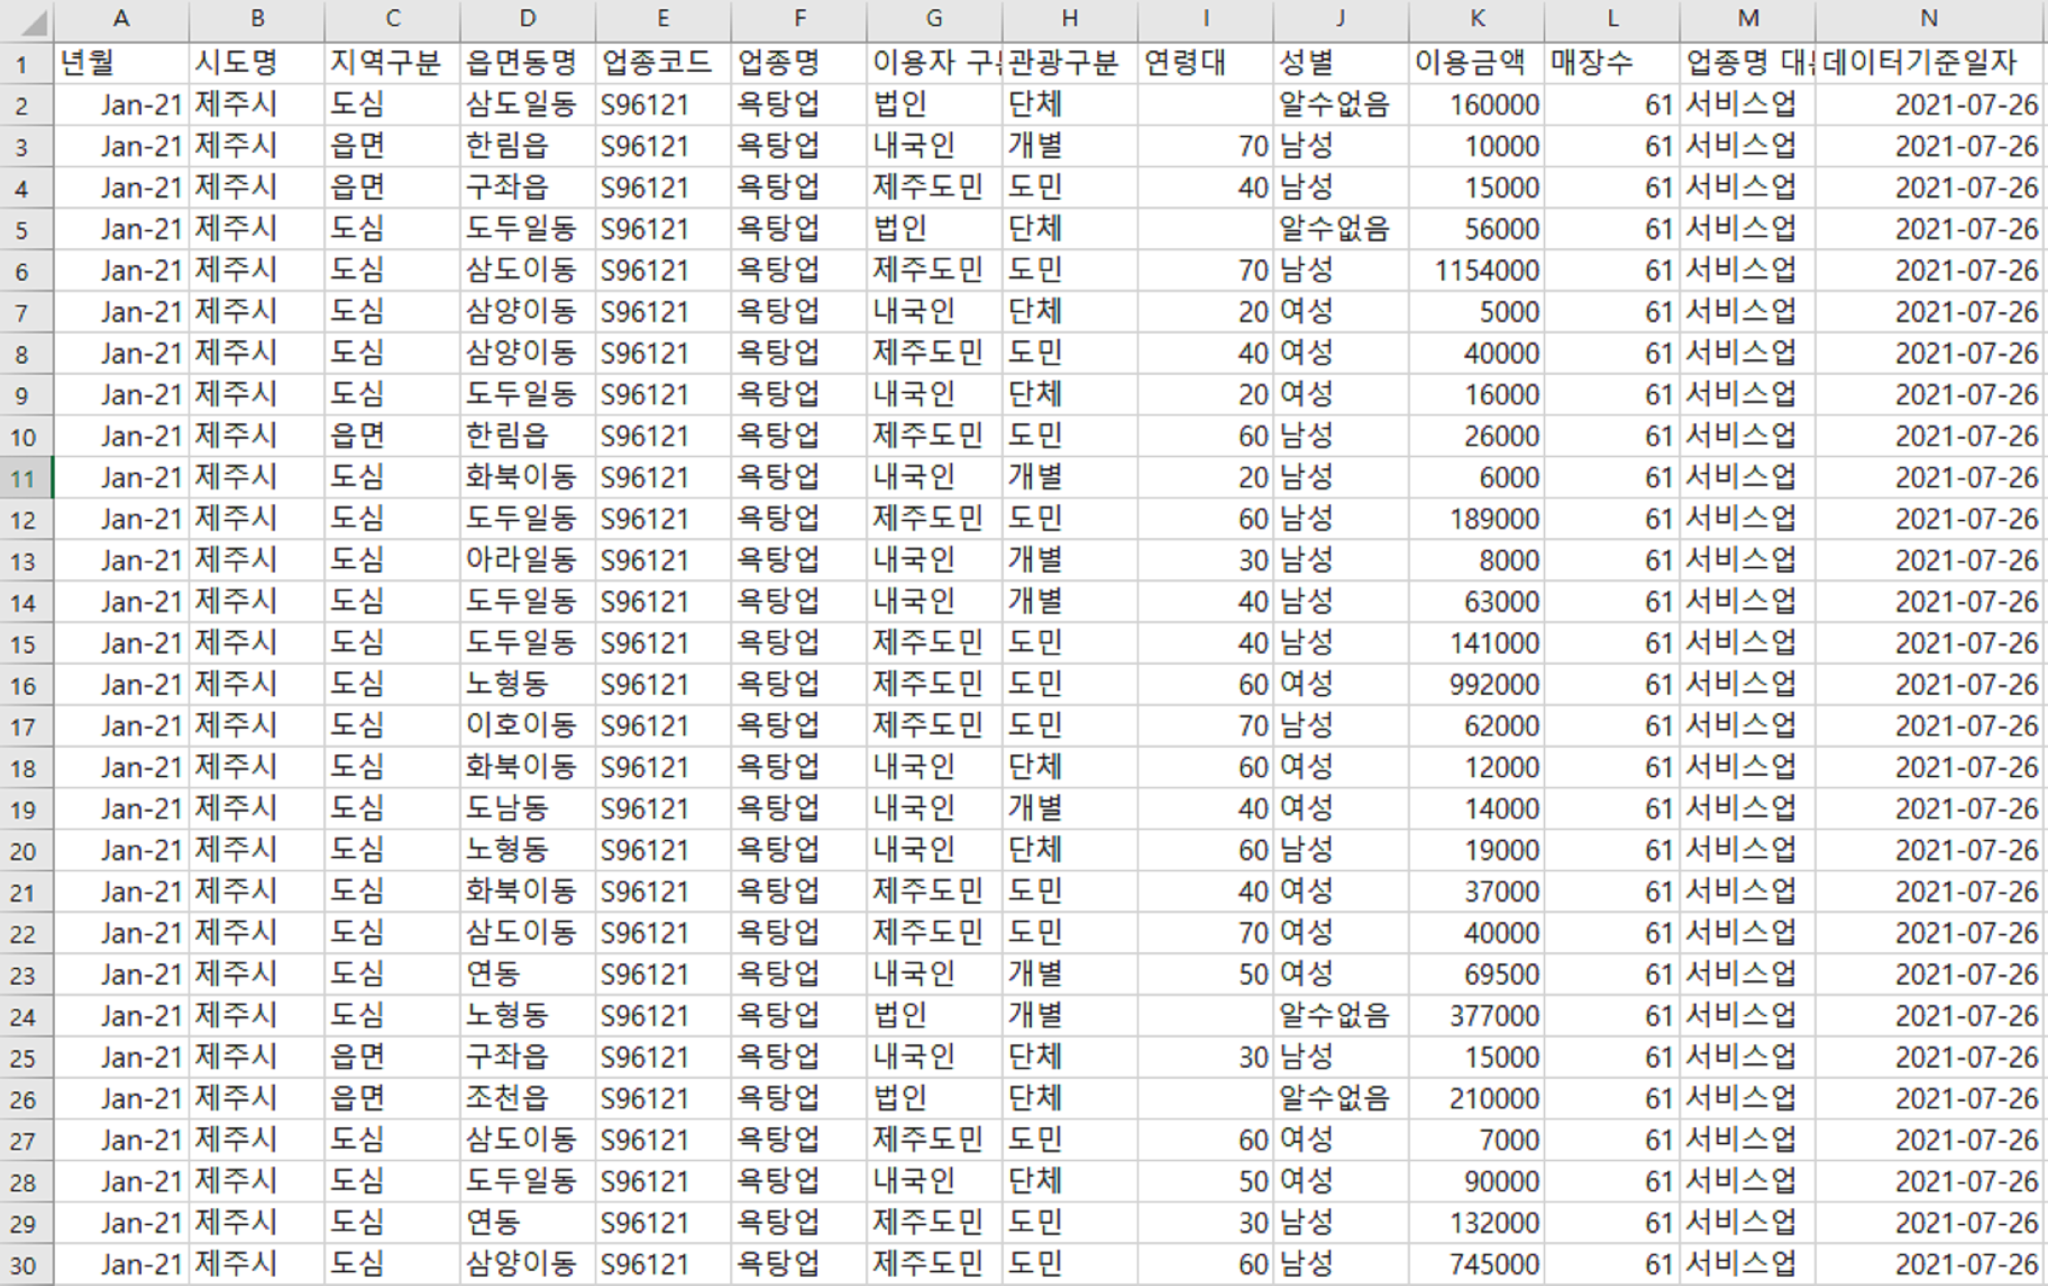 A B C D E F G H I J K L M N
1 년월 시도명 지역구분 읍면동명 업종코드 업종명 이용자 관광구분 연령대 성별 이용금액 매장수 업종명 데이터기준일자
2 Jan-21 제주시 도심 삼도일동 S96121 욕탕업 법인 단체 알수없음 160000 61 서비스업 2021-07-26
3 Jan-21 제주시 읍면 한림읍 S96121 욕탕업 내국인 개별 70 남성 10000 61 서비스업 2021-07-26
4 Jan-21 제주시 읍면 구좌읍 S96121 욕탕업 제주도민 도민 40 남성 15000 61 서비스업 2021-07-26
5 Jan-21 제주시 도심 도두일동 S96121 욕탕업 법인 단체 알수없음 56000 61 서비스업 2021-07-26
6 Jan-21 제주시 도심 삼도이동 S96121 욕탕업 제주도민 도민 70 남성 1154000 61 서비스업 2021-07-26
7 Jan-21 제주시 도심 삼양이동 S96121 욕탕업 내국인 단체 20 여성 5000 61 서비스업 2021-07-26
8 Jan-21 제주시 도심 삼양이동 S96121 욕탕업 제주도민 도민 40 여성 40000 61 서비스업 2021-07-26
9 Jan-21 제주시 도심 도두일동 S96121 욕탕업 내국인 단체 20 여성 16000 61 서비스업 2021-07-26
10 Jan-21 제주시 읍면 한림읍 S96121 욕탕업 제주도민 도민 60 남성 26000 61 서비스업 2021-07-26
11 Jan-21 제주시 도심 화북이동 S96121 욕탕업 내국인 개별 20 남성 6000 61 서비스업 2021-07-26
12 Jan-21 제주시 도심 도두일동 S96121 욕탕업 제주도민 도민 60 남성 189000 61 서비스업 2021-07-26
13 Jan-21 제주시 도심 아라일동 S96121 욕탕업 내국인 개별 30 남성 8000 61 서비스업 2021-07-26
14 Jan-21 제주시 도심 도두일동 S96121 욕탕업 내국인 개별 40 남성 63000 61 서비스업 2021-07-26
15 Jan-21 제주시 도심 도두일동 S96121 욕탕업 제주도민 도민 40 남성 141000 61 서비스업 2021-07-26
16 Jan-21 제주시 도심 노형동 S96121 욕탕업 제주도민 도민 60 여성 992000 61 서비스업 2021-07-26
17 Jan-21 제주시 도심 이호이동 S96121 욕탕업 제주도민 도민 70 남성 62000 61 서비스업 2021-07-26
18 Jan-21 제주시 도심 화북이동 S96121 욕탕업 내국인 단체 60 여성 12000 61 서비스업 2021-07-26
19 Jan-21 제주시 도심 도남동 S96121 욕탕업 내국인 개별 40 여성 14000 61 서비스업 2021-07-26
20 Jan-21 제주시 도심 노형동 S96121 욕탕업 내국인 단체 60 남성 19000 61 서비스업 2021-07-26
21 Jan-21 제주시 도심 화북이동 S96121 욕탕업 제주도민 도민 40 여성 37000 61 서비스업 2021-07-26
22 Jan-21 제주시 도심 삼도이동 S96121 욕탕업 제주도민 도민 70 여성 40000 61 서비스업 2021-07-26
23 Jan-21 제주시 도심 연동 S96121 욕탕업 내국인 개별 50 여성 69500 61 서비스업 2021-07-26
24 Jan-21 제주시 도심 노형동 S96121 욕탕업 법인 개별 알수없음 377000 61 서비스업 2021-07-26
25 Jan-21 제주시 읍면 구좌읍 S96121 욕탕업 내국인 단체 30 남성 15000 61 서비스업 2021-07-26
26 Jan-21 제주시 읍면 조천읍 S96121 욕탕업 법인 단체 알수없음 210000 61 서비스업 2021-07-26
27 Jan-21 제주시 도심 삼도이동 S96121 욕탕업 제주도민 도민 60 여성 7000 61 서비스업 2021-07-26
28 Jan-21 제주시 도심 도두일동 S96121 욕탕업 내국인 단체 50 여성 90000 61 서비스업 2021-07-26
29 Jan-21 제주시 도심 연동 S96121 욕탕업 제주도민 도민 30 남성 132000 61 서비스업 2021-07-26
30 Jan-21 제주시 도심 삼양이동 S96121 욕탕업 제주도민 도민 60 남성 745000 61 서비스업 2021-07-26